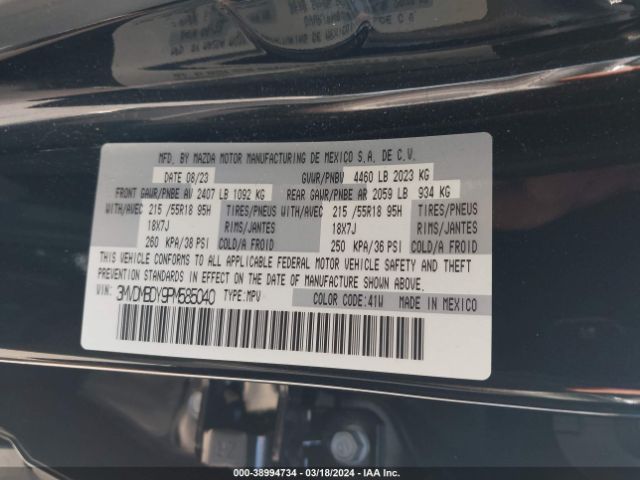 MFD. BY MAZDA MOTOR MANUFACTURING DE MEXICO S.A. DE C.V.
DATE 08/23 GVWR/PNBV 4460 LB 2023 KG
FRONT GAWR/PNBE AV 2407 LB 1092 KG REAR GAWR/PNBE AR 2059 LB 934 KG
WITH/AVEC 215 /55R18 95H TIRES/PNEUS WITH/AVEC 215 /55R18 95H TIRES/PNEUS
18X7J RIMS/JANTES 18X7J RIMS/JANTES
260 KPA/38 PSI COLD/A FROID 250 KPA/36 PSI COLD/A FROID
THIS VEHICLE CONFORMS TO ALL APPLICABLE FEDERAL MOTOR VEHICLE SAFETY AND THEFT
PREVENTION STANDARDS IN EFFECT ON THE DATE OF MANUFACTURE SHOWN ABOVE.
VIN: 3MVDMBDY9PM585040 TYPE:MPV COLOR CODE:41W MADE IN MEXICO
000-38994734 - 03/18/2024 - IAA Inc.